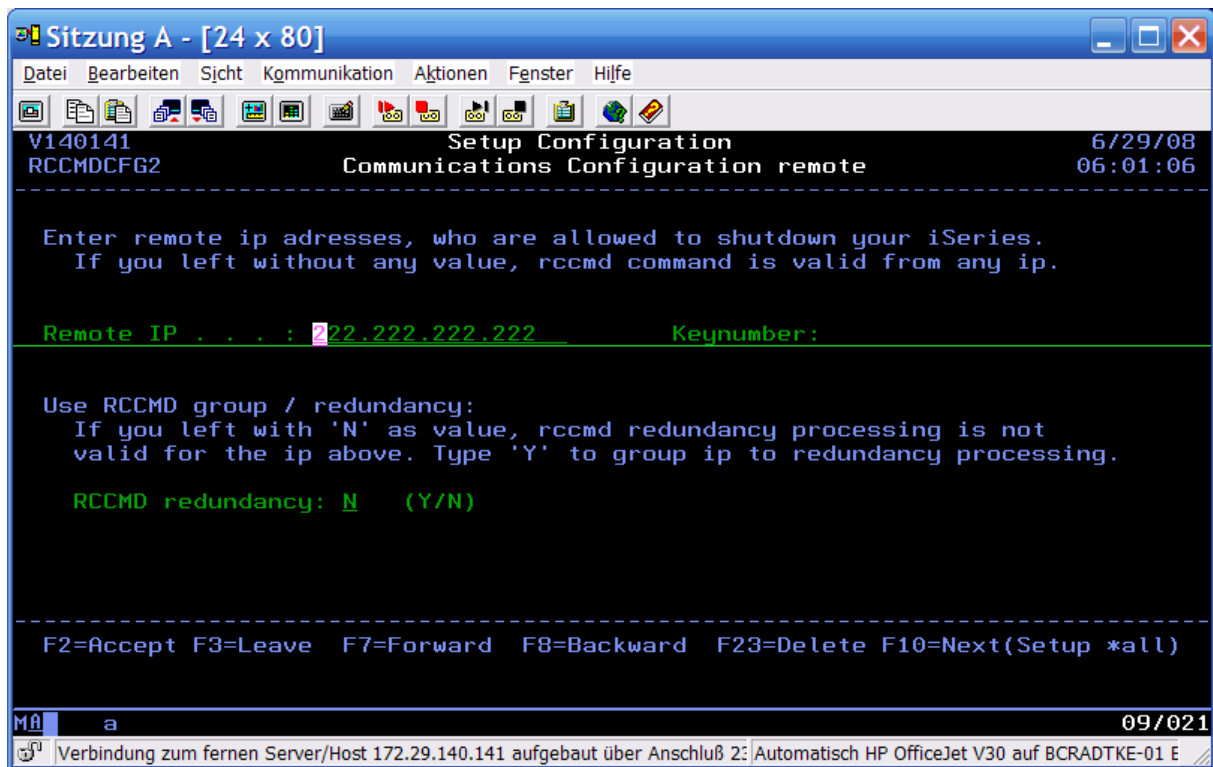 Sitzung A - [24 x 80]
Datei Bearbeiten Sicht Kommunikation Aktionen Fenster Hilfe
V140141 Setup Configuration 6/29/08
RCCMDCFG2 Communications Configuration remote 06:01:06
Enter remote ip adresses, who are allowed to shutdown your iSeries.
If you left without any value, rccmd command is valid from any ip.
Remote IP . . . : 222.222.222.222 Keynumber:
Use RCCMD group / redundancy:
If you left with 'N' as value, rccmd redundancy processing is not
valid for the ip above. Type 'Y' to group ip to redundancy processing.
RCCMD redundancy: N (Y/N)
F2=Accept F3=Leave F7=Forward F8=Backward F23=Delete F10=Next(Setup *all)
MA a 09/021
Verbindung zum fernen Server/Host 172.29.140.141 aufgebaut über Anschluß 23 Automatisch HP OfficeJet V30 auf BCRADTKE-01 E